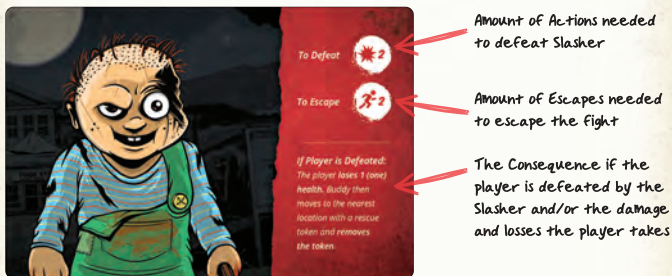 Amount of Actions needed
to defeat Slasher
To Defeat 2
Amount of Escapes needed
to escape the fight
To Escape 2
If Player is Defeated:
The player loses 1 (one)
health. Buddy then
moves to the nearest
location with a rescue
token and removes
the token.
The Consequence if the
player is defeated by the
Slasher and/or the damage
and losses the player takes